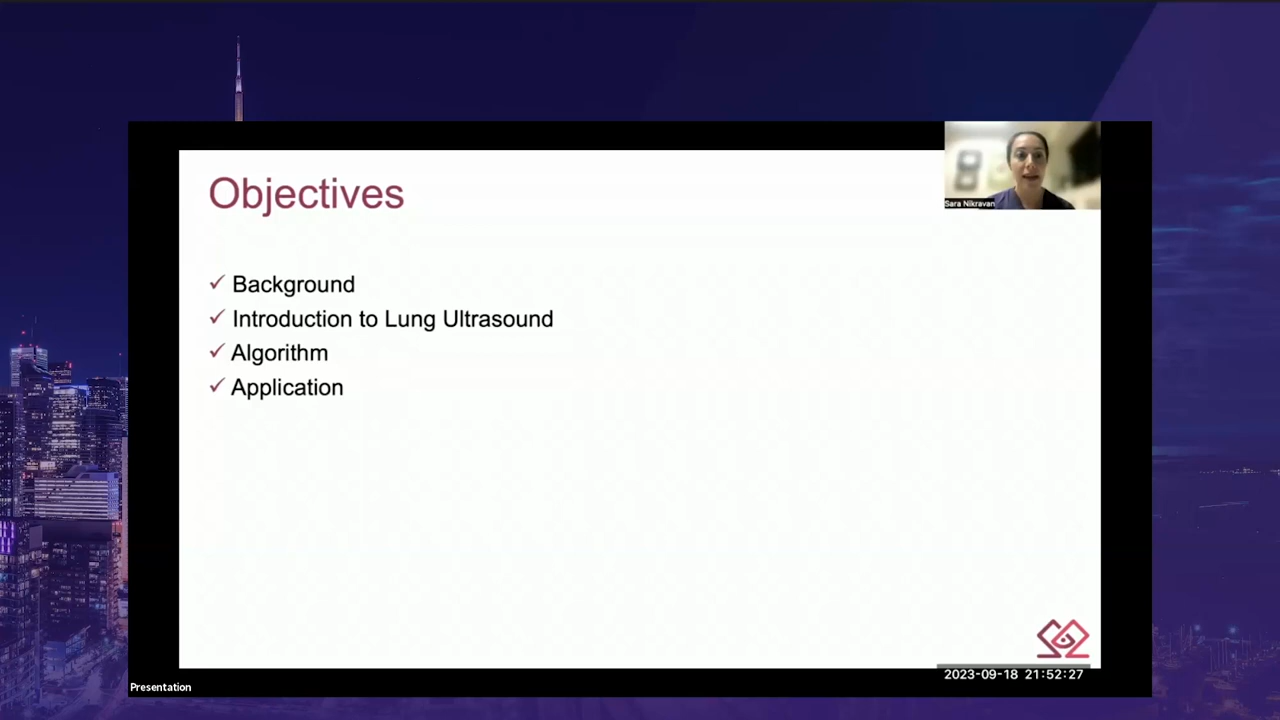 Objectives
Sara Nikravan
✓ Background
✓ Introduction to Lung Ultrasound
✓ Algorithm
✓ Application
2023-09-18 21:52:27
Presentation